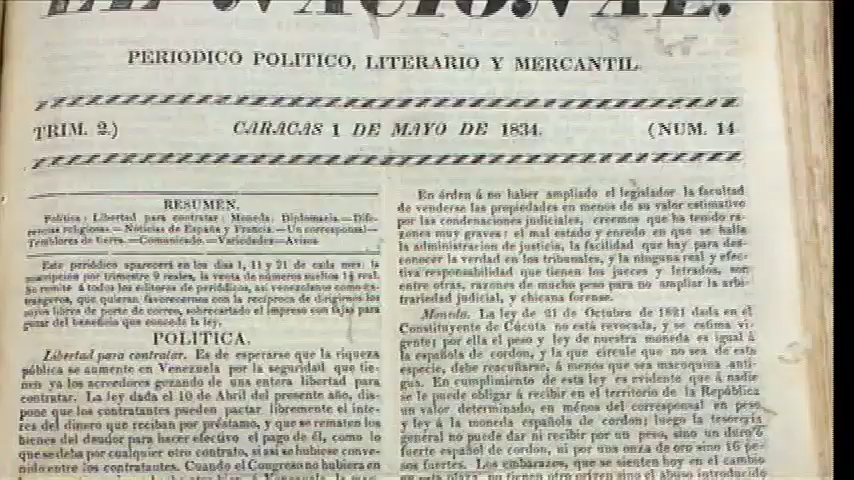 EL NACIONAL.
PERIODICO POLITICO, LITERARIO Y MERCANTIL.
TRIM. 2.) CARACAS 1 DE MAYO DE 1834. (NUM. 14
RESUMEN.
Política: Libertad para contratar: Moneda: Diplomacia.—Dife-
rencias religiosas.—Noticias de España y Francia.—Un corresponsal—
Temblores de tierra.—Comunicado.—Variedades—Avisos
Este periódico aparecerá en los dias 1, 11 y 21 de cada mes: la
suscripcion por trimestre 9 reales, la venta de números sueltos 1½ real.
Se remite á todos los editores de periódicos, así venezolanos como es-
trangeros, que quieran favorecernos con la recíproca de dirigirnos los
suyos libres de porte de correo, sobrecartado el impreso con fajas para
gozar del beneficio que concede la ley.
POLITICA.
Libertad para contratar. Es de esperarse que la riqueza
pública se aumente en Venezuela por la seguridad que tie-
nen ya los acreedores gozando de una entera libertad para
contratar. La ley dada el 10 de Abril del presente año, dis-
pone que los contratantes pueden pactar libremente el inte-
res del dinero que reciban por préstamo, y que se rematen los
bienes del deudor para hacer efectivo el pago de él, como lo
que se deba por cualquier otro contrato, si así se hubiese conve-
nido entre los contratantes. Cuando el Congreso no hubiera en
En órden á no haber ampliado el legislador la facultad
de venderse las propiedades en menos de su valor estimativo
por las condenaciones judiciales, creemos que ha tenido ra-
zones muy graves: el mal estado y enredo en que se halla
la administracion de justicia, la facilidad que hay para des-
conocer la verdad en los tribunales, y la ninguna real y efec-
tiva responsabilidad que tienen los jueces y letrados, son
entre otras, razones de mucho peso para no ampliar la arbi-
trariedad judicial, y chicana forense.
Moneda. La ley de 21 de Octubre de 1821 dada en el
Constituyente de Cúcuta no está revocada, y se estima vi-
gente; por ella el peso y ley de nuestra moneda es igual á
la española de cordon, y la que circule que no sea de esta
especie, debe reacuñarse, á menos que sea macoquina anti-
gua. En cumplimiento de esta ley es evidente que á nadie
se le puede obligar á recibir en el territorio de la República
un valor determinado, en ménos del corresponsal en peso
y ley á la moneda española de cordon; luego la tesorería
general no puede dar ni recibir por un peso, sino un duro ó
fuerte español de cordon, ni por una onza de oro sino 16 pe-
sos fuertes. Los embarazos, que se sienten hoy en el cambio
no tienen otro orígen sino el abuso introducido